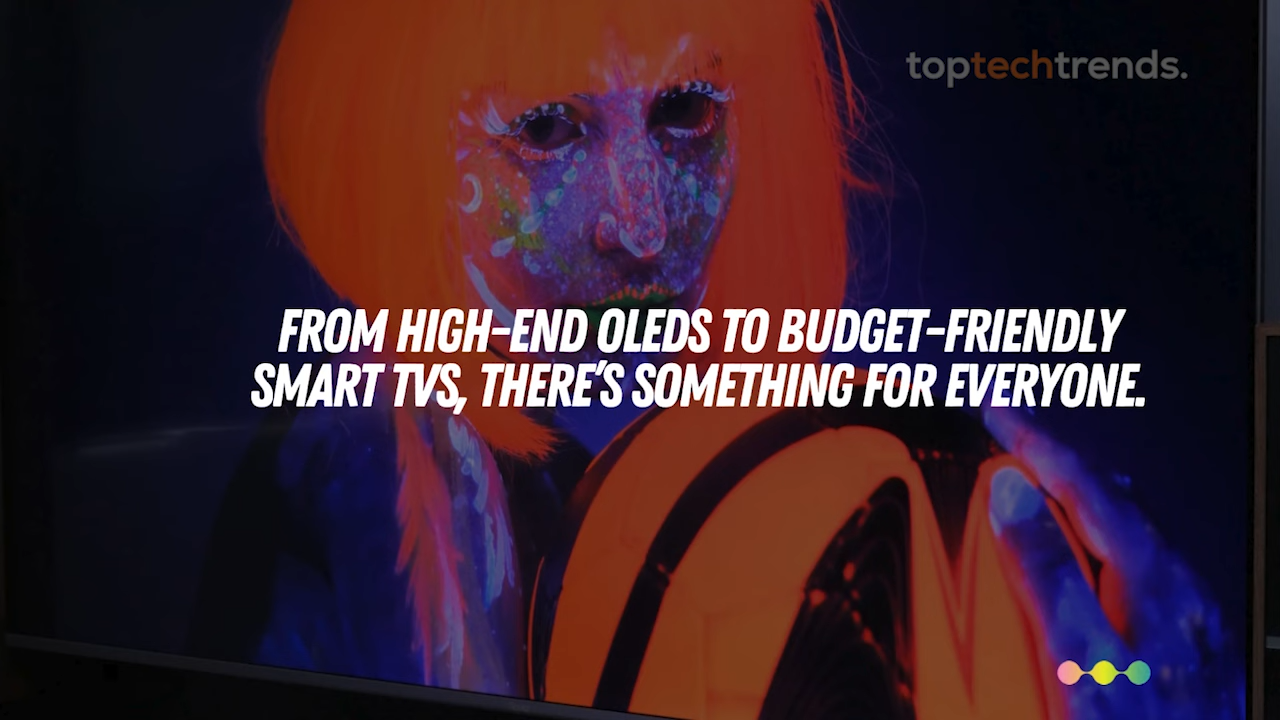 toptechtrends.
FROM HIGH-END OLEDS TO BUDGET-FRIENDLY
SMART TVS, THERE'S SOMETHING FOR EVERYONE.